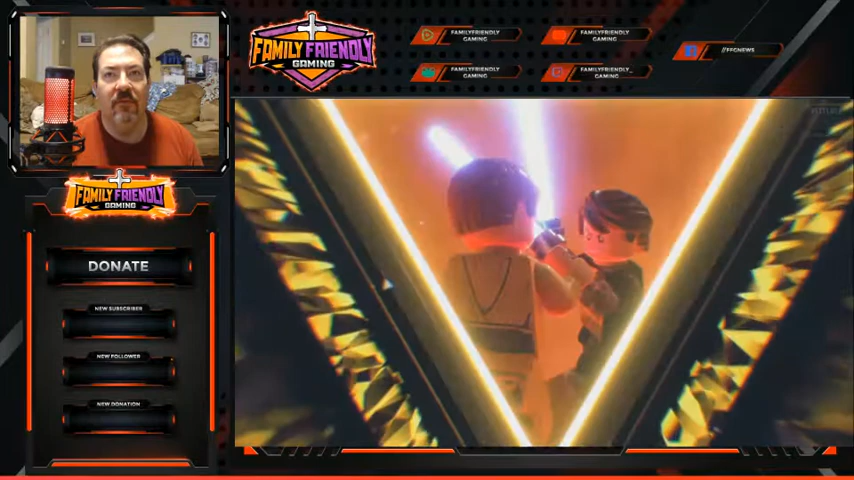 FAMILY FRIENDLY
GAMING
FAMILYFRIENDLY
GAMING
FAMILYFRIENDLY
GAMING
//FFGNEWS
FAMILYFRIENDLY
GAMING
FAMILYFRIENDLY_
GAMING
FAMILY FRIENDLY
GAMING
DONATE
NEW SUBSCRIBER
NEW FOLLOWER
NEW DONATION